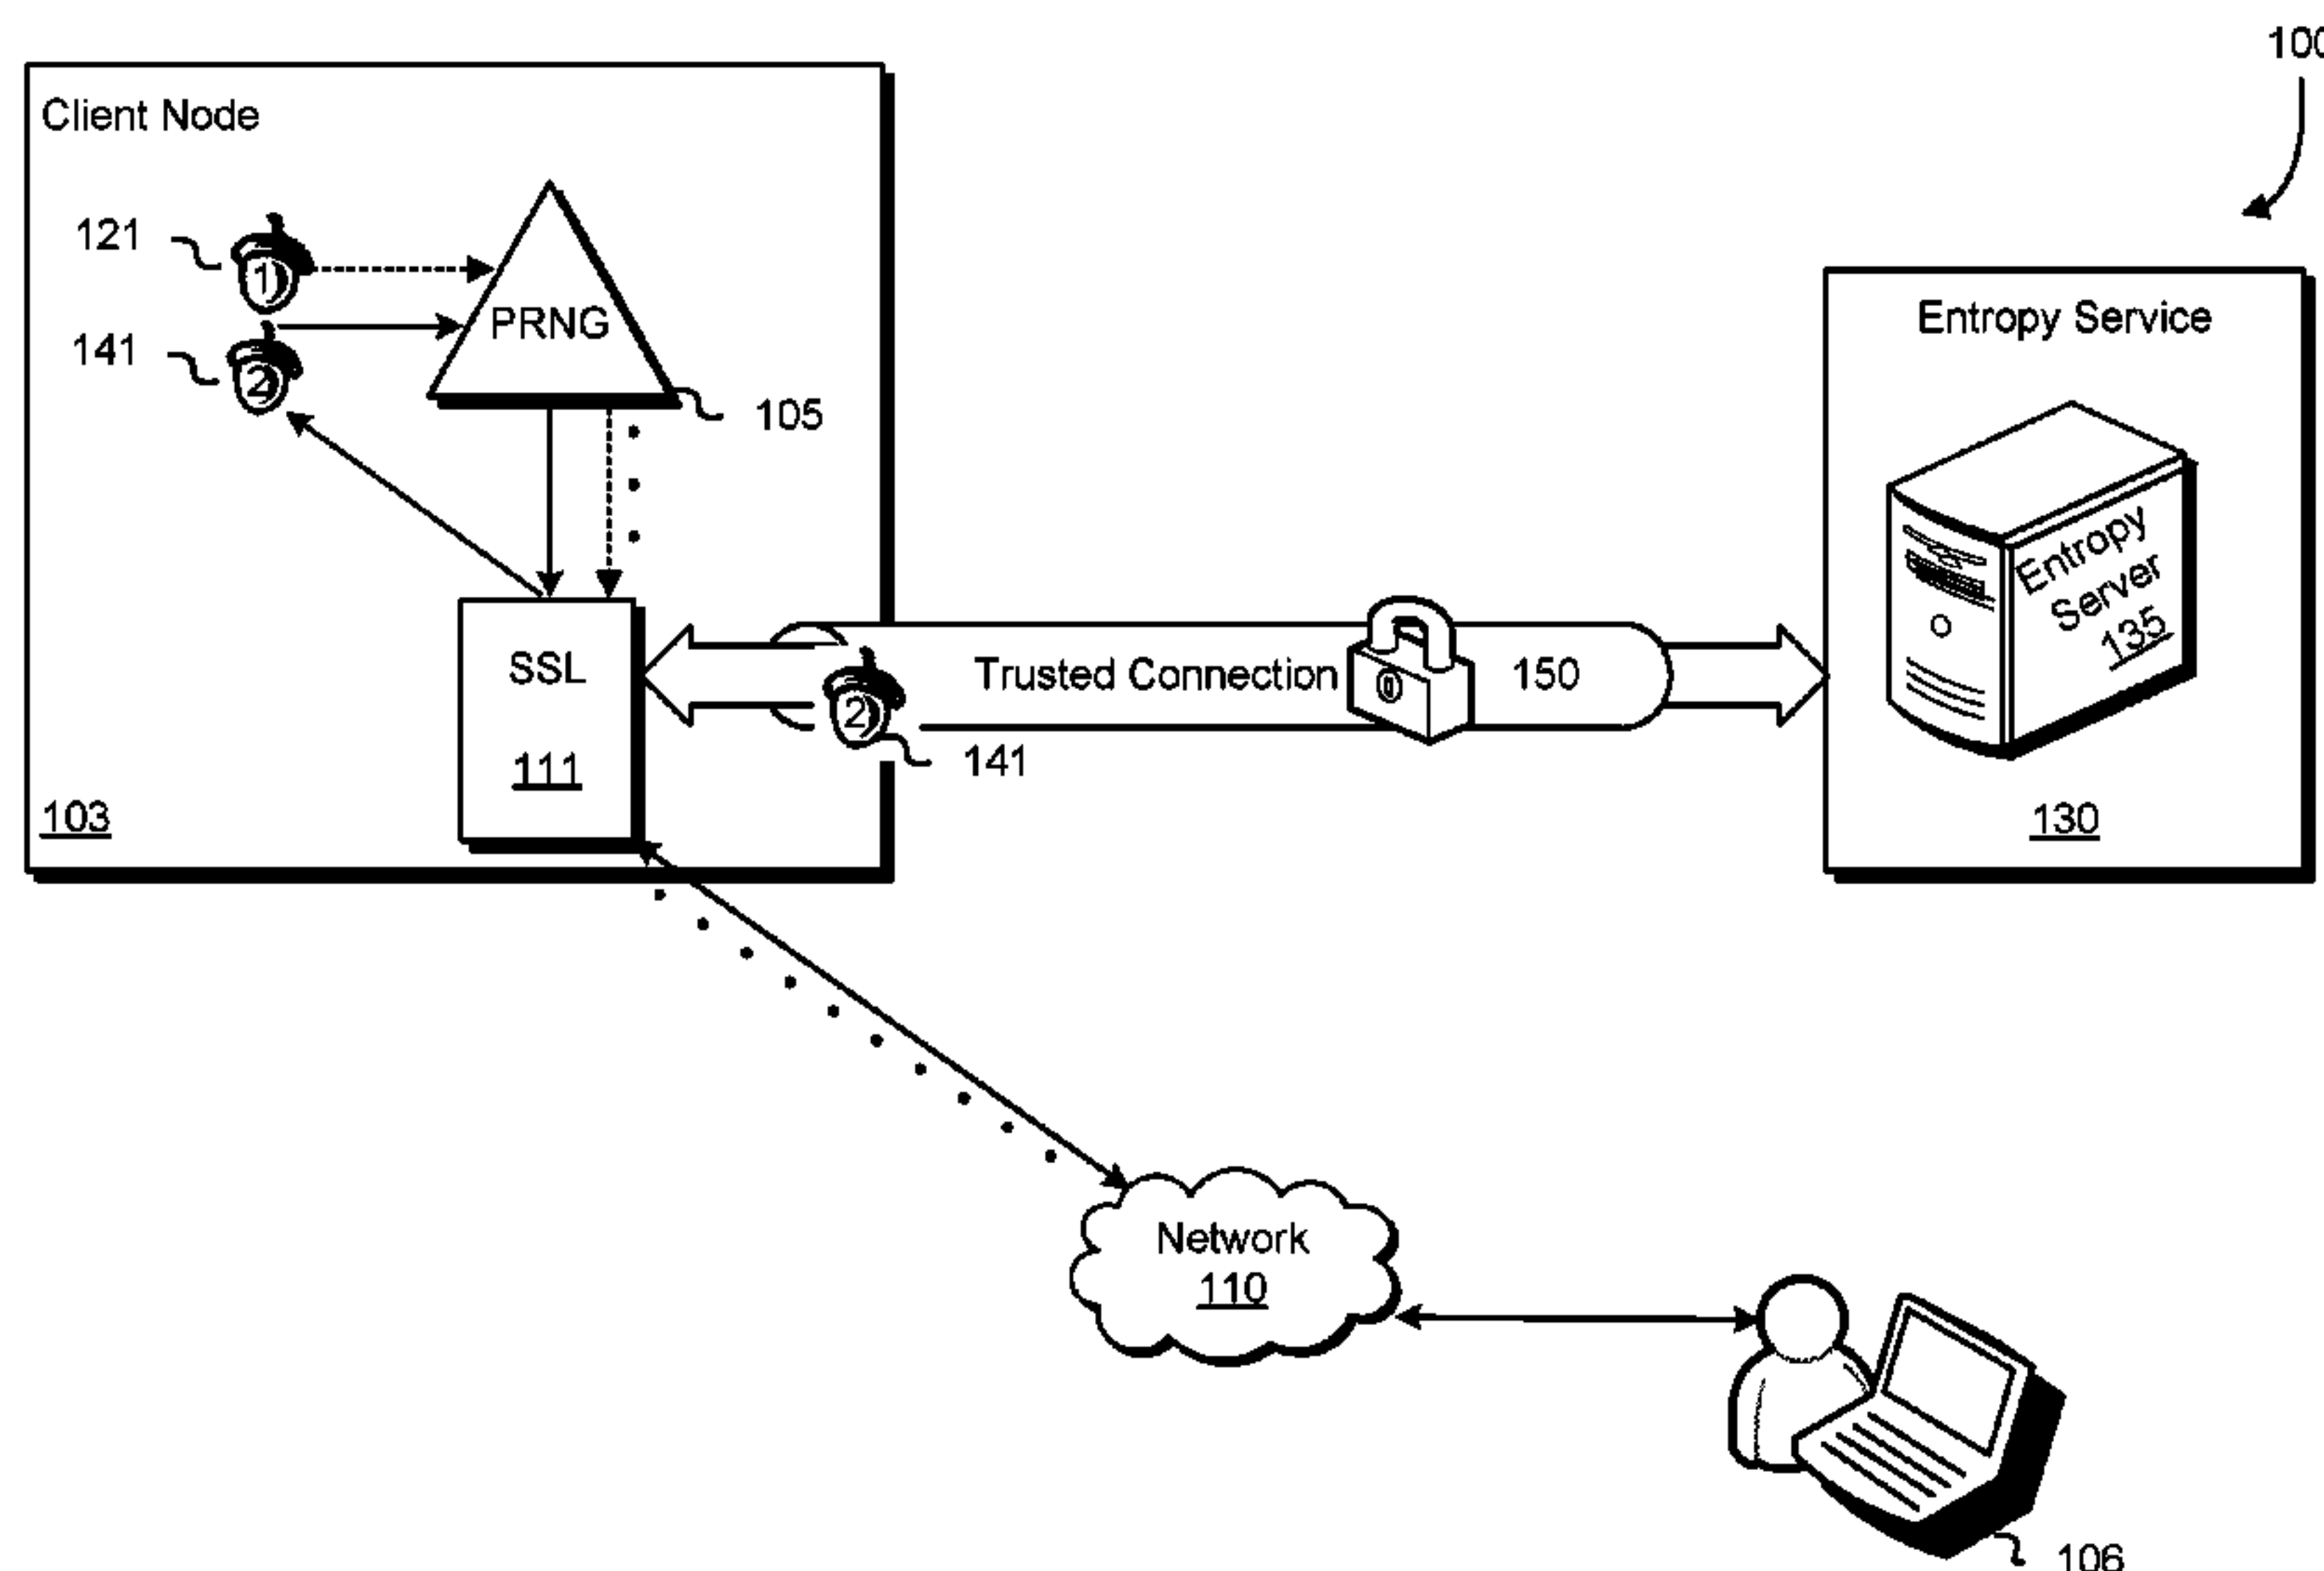 100
Client Node
121
1
PRNG
141
2
105
Entropy Service
Entropy
Server
135
SSL
111
Trusted Connection
150
2
141
103
130
Network
110
106